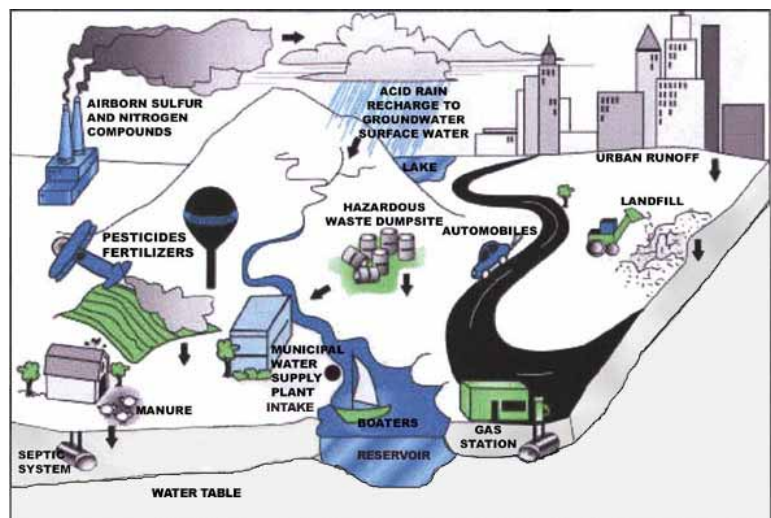 AIRBORN SULFUR
AND NITROGEN
COMPOUNDS
ACID RAIN
RECHARGE TO
GROUNDWATER
SURFACE WATER
URBAN RUNOFF
LAKE
LANDFILL
HAZARDOUS
WASTE DUMPSITE
AUTOMOBILES
PESTICIDES
FERTILIZERS
MUNICIPAL
WATER
SUPPLY
PLANT
INTAKE
MANURE
BOATERS
GAS
STATION
SEPTIC
SYSTEM
RESERVOIR
WATER TABLE